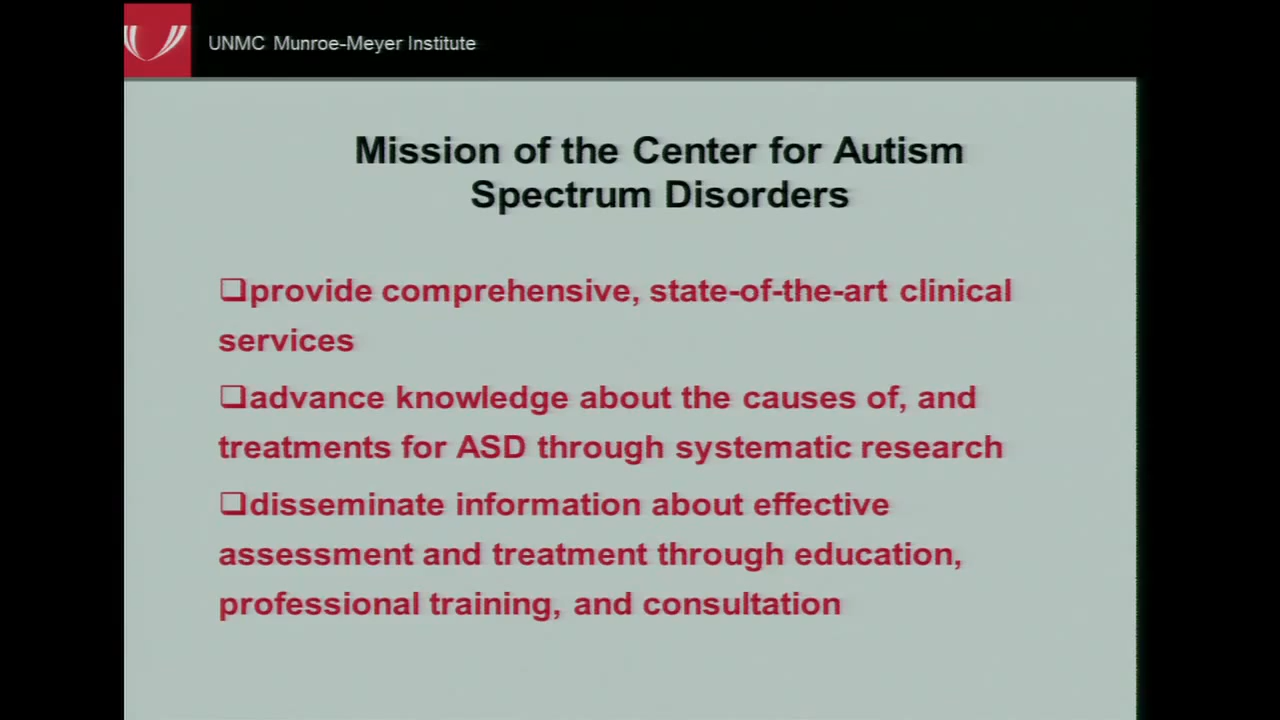 UNMC Munroe-Meyer Institute
Mission of the Center for Autism
Spectrum Disorders
❑provide comprehensive, state-of-the-art clinical
services
❑advance knowledge about the causes of, and
treatments for ASD through systematic research
❑disseminate information about effective
assessment and treatment through education,
professional training, and consultation